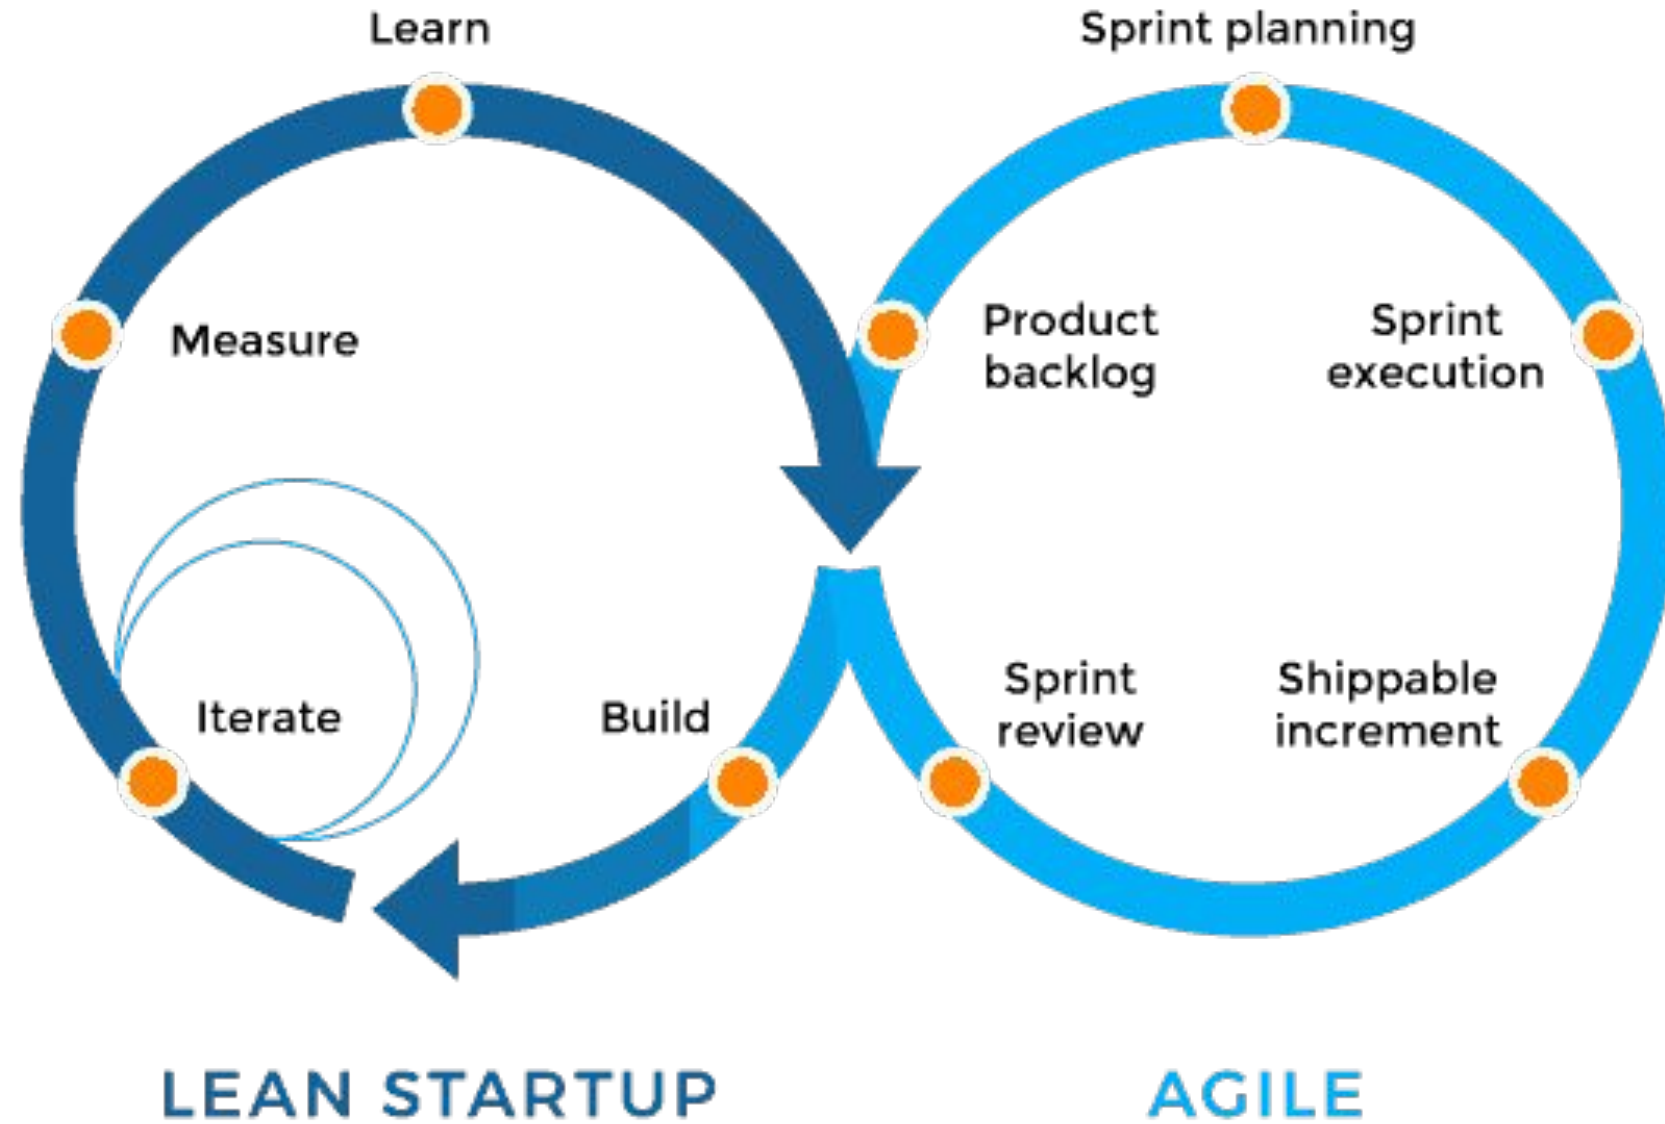 Learn
Sprint planning
Measure
Product
backlog
Sprint
execution
Iterate
Build
Sprint
review
Shippable
increment
LEAN STARTUP
AGILE